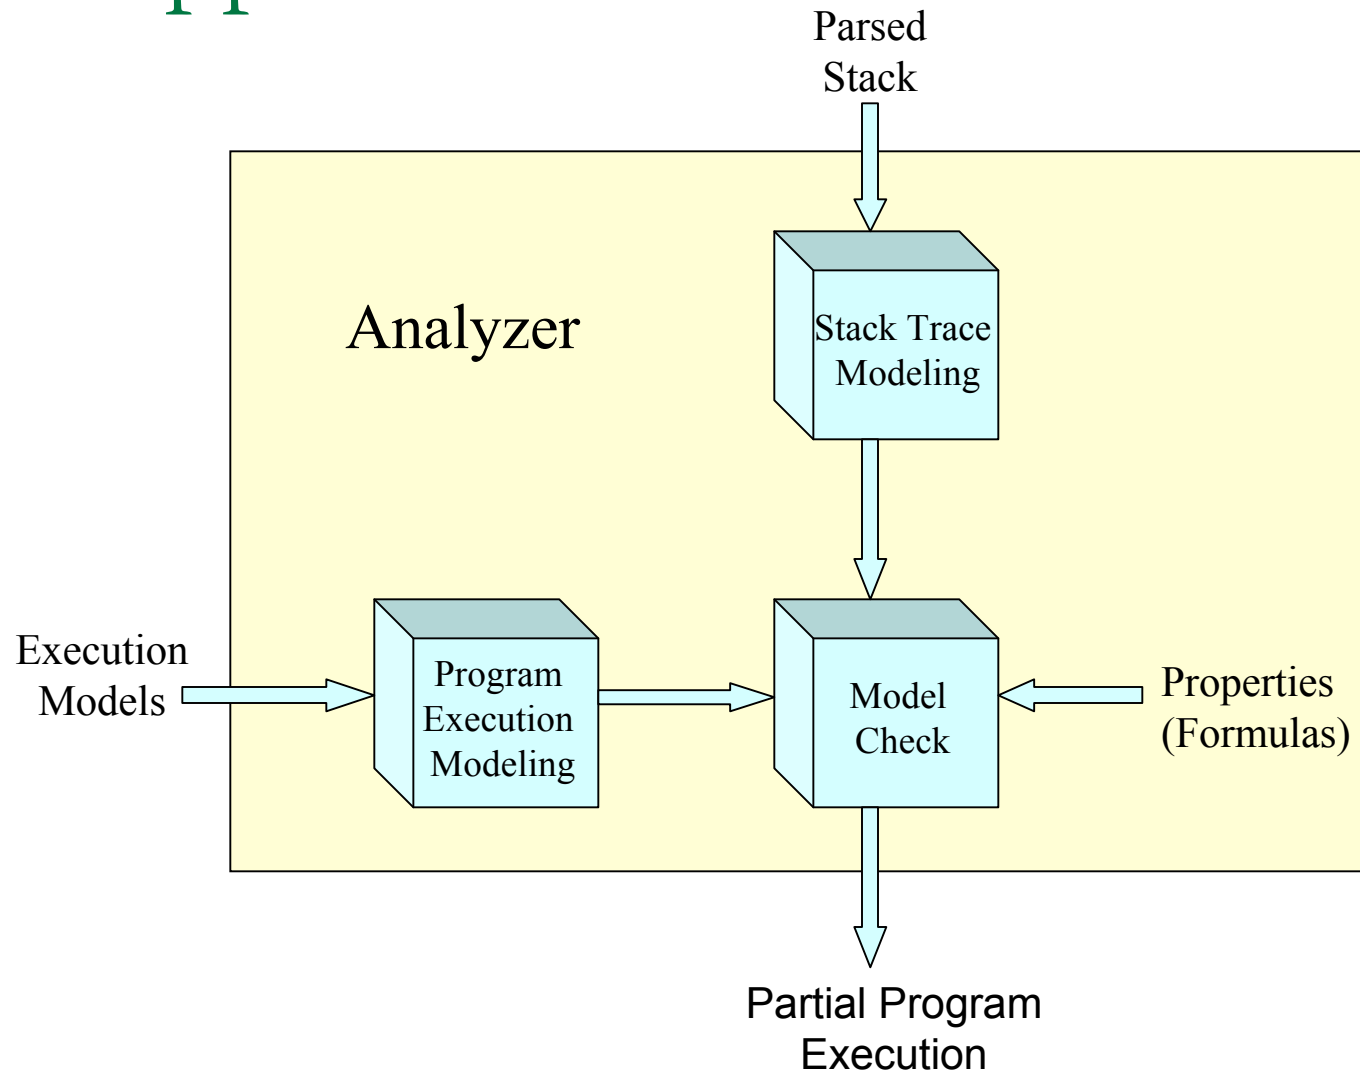 Parsed
Stack
Analyzer
Stack Trace
Modeling
Execution
Models
Program
Execution
Modeling
Model
Check
Properties
(Formulas)
Partial Program
Execution